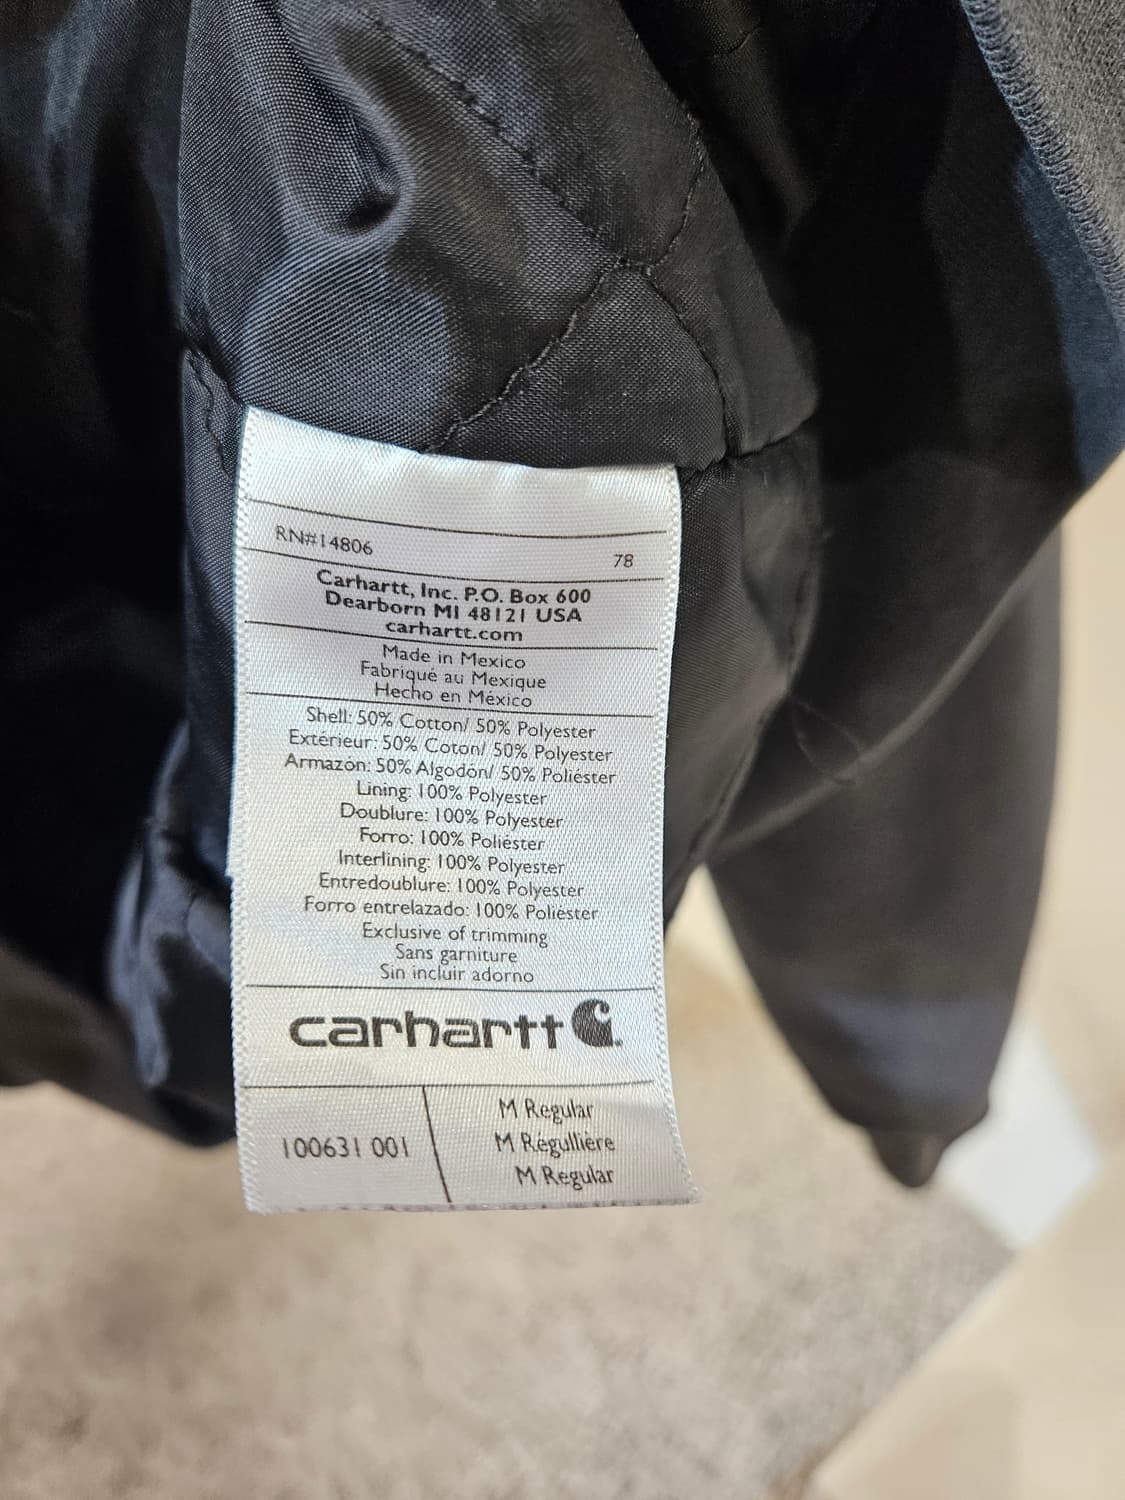 RN#14806
78
Carhartt, Inc. P.O. Box 600
Dearborn MI 48121 USA
carhartt.com
Made in Mexico
Fabriqué au Mexique
Hecho en México
Shell: 50% Cotton/ 50% Polyester
Extérieur: 50% Coton/ 50% Polyester
Armazón: 50% Algodón/ 50% Poliéster
Lining: 100% Polyester
Doublure: 100% Polyester
Forro: 100% Poliéster
Interlining: 100% Polyester
Entredoublure: 100% Polyester
Forro entrelazado: 100% Poliéster
Exclusive of trimming
Sans garniture
Sin incluir adorno
carhartt
M Regular
100631 001
M Régullière
M Regular